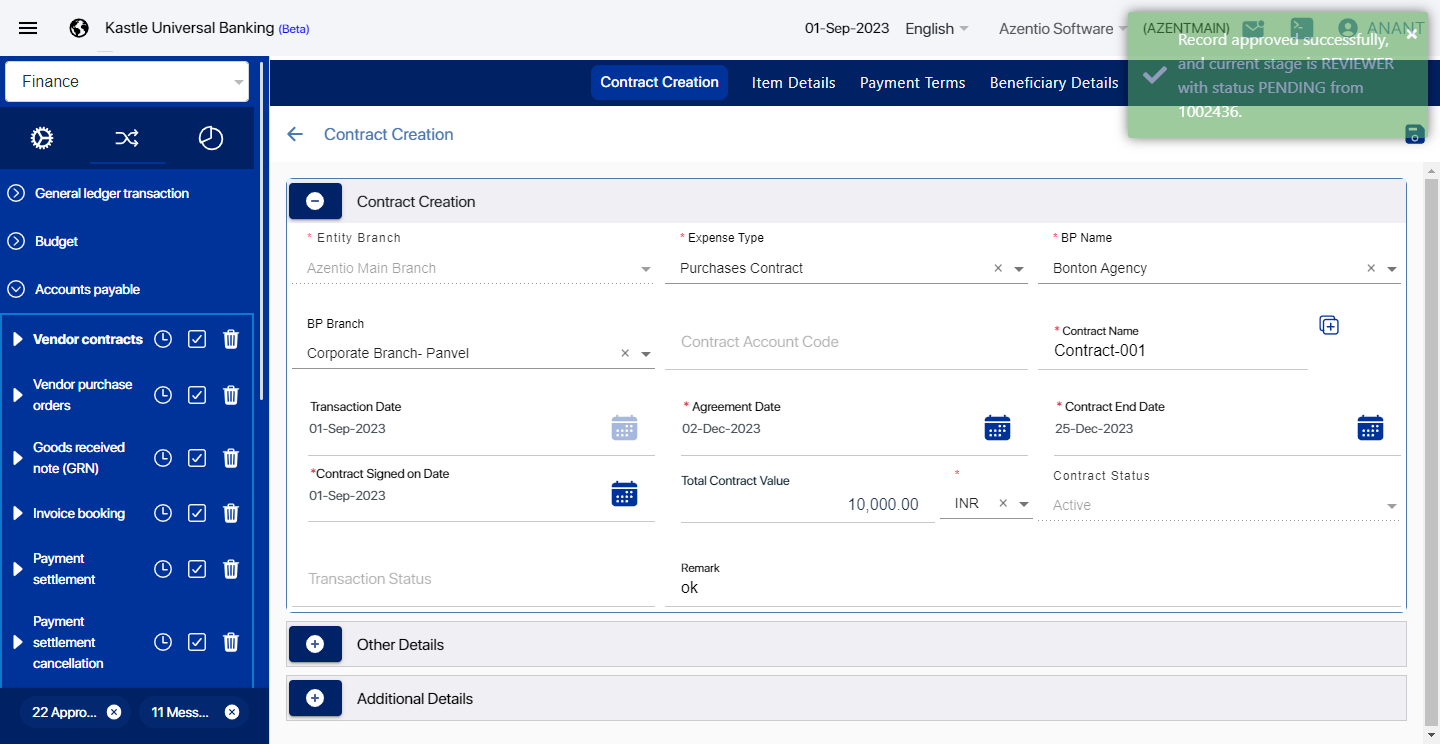 Kastle Universal Banking (Beta)
01-Sep-2023
English
Azentio Software
(AZENTMAIN)
ANANT
Record approved successfully,
and current stage is REVIEWER
with status PENDING from
1002436.
Finance
Contract Creation
Item Details
Payment Terms
Beneficiary Details
Contract Creation
General ledger transaction
Budget
Accounts payable
Vendor contracts
Vendor purchase
orders
Goods received
note (GRN)
Invoice booking
Payment
settlement
Payment
settlement
cancellation
22 Appro...
11 Mess...
Contract Creation
* Entity Branch
Azentio Main Branch
* Expense Type
Purchases Contract
* BP Name
Bonton Agency
BP Branch
Corporate Branch- Panvel
Contract Account Code
* Contract Name
Contract-001
Transaction Date
01-Sep-2023
* Agreement Date
02-Dec-2023
* Contract End Date
25-Dec-2023
*Contract Signed on Date
01-Sep-2023
Total Contract Value
10,000.00
*
INR
Contract Status
Active
Transaction Status
Remark
ok
Other Details
Additional Details